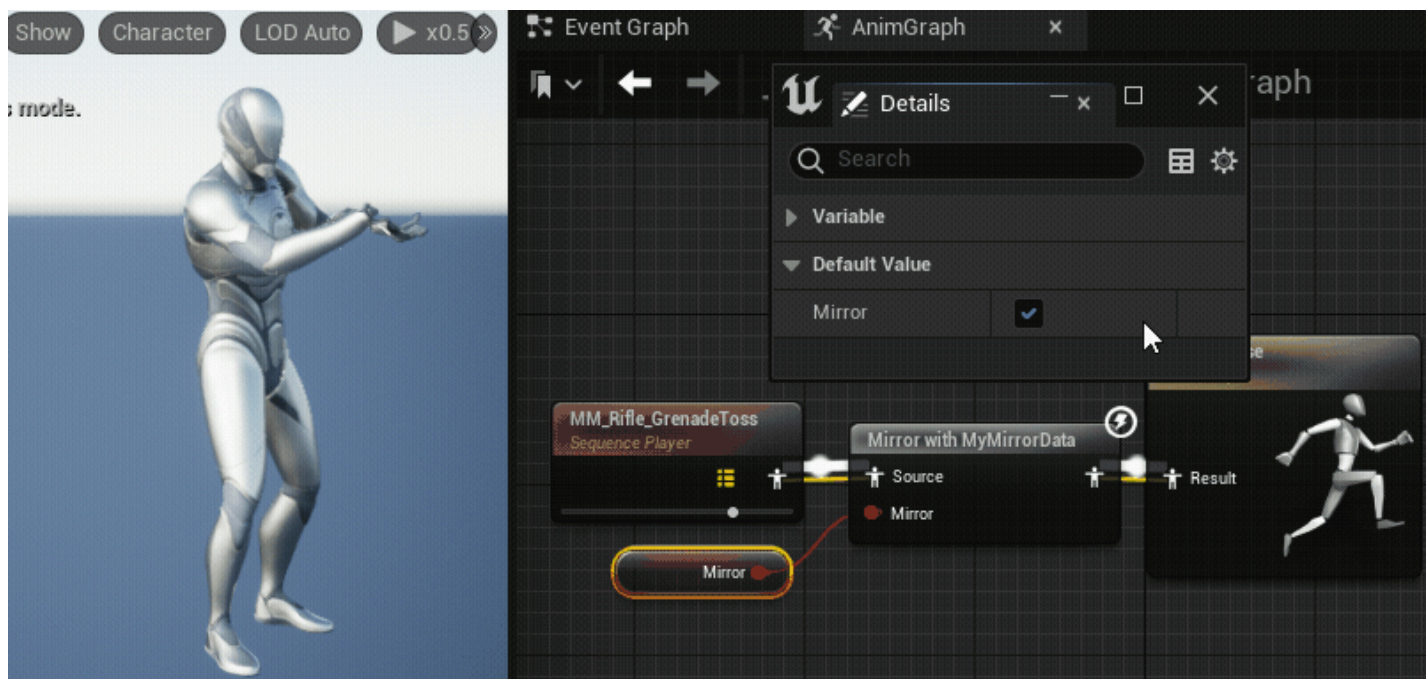 Show
Character
LOD Auto
x0.5
s mode.
Event Graph
AnimGraph
raph
Details
Search
Variable
Default Value
Mirror
se
MM_Rifle_GrenadeToss
Sequence Player
Mirror with MyMirrorData
Source
Mirror
Result
Mirror